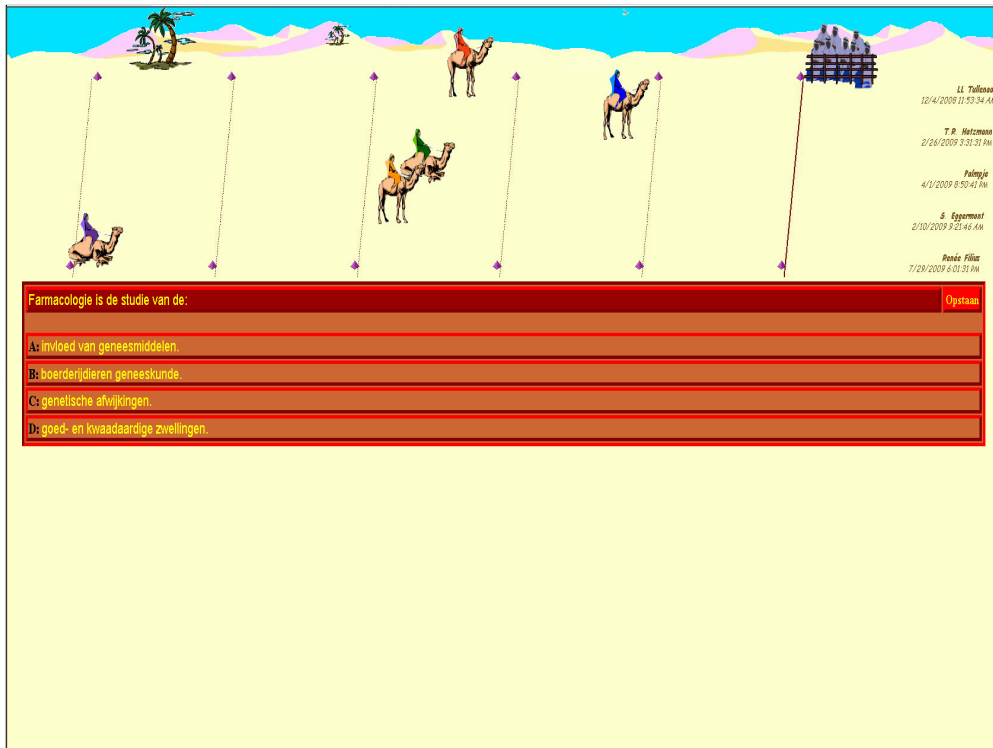 LL Tullenaa
12/4/2008 11:53:34 AM
T.R. Hotzmann
2/26/2009 3:31:31 PM
Palmpje
4/1/2009 8:50:41 PM
S. Eggermont
2/10/2009 9:21:46 AM
Renée Filius
7/29/2009 6:01:31 PM
Farmacologie is de studie van de:
Opstaan
A: invloed van geneesmiddelen.
B: boerderijdieren geneeskunde.
C: genetische afwijkingen.
D: goed- en kwaadaardige zwellingen.